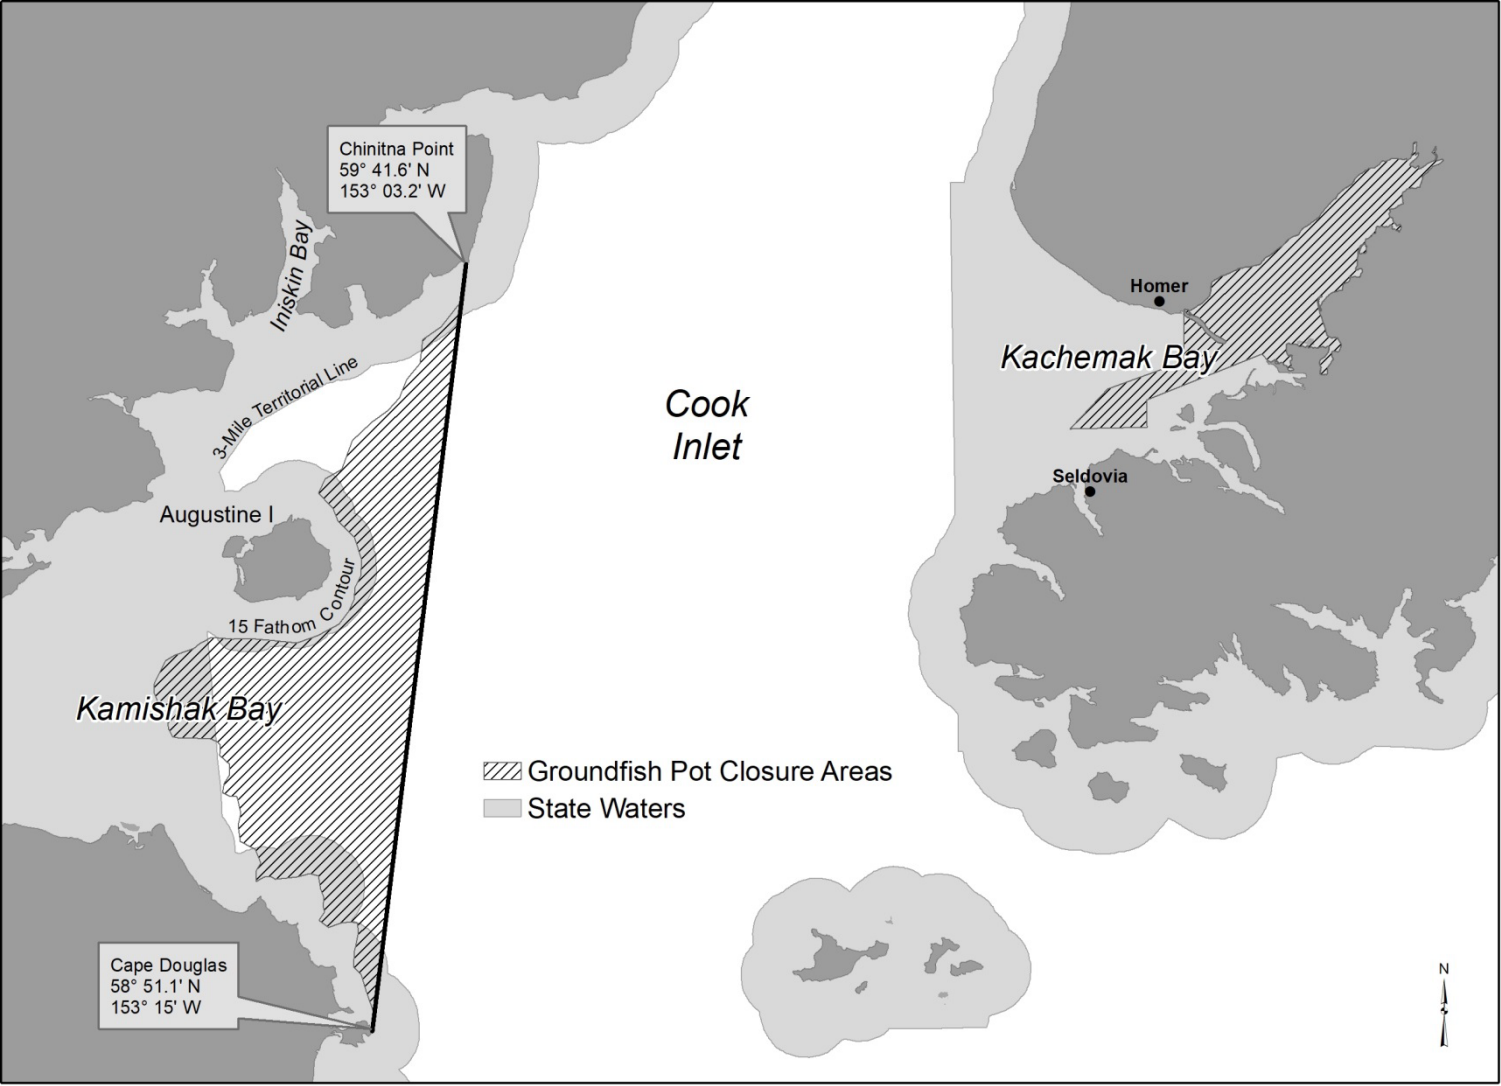 Chinitna Point
59° 41.6' N
153° 03.2' W
Iniskin Bay
Homer
Kachemak Bay
3-Mile Territorial Line
Cook
Inlet
Seldovia
Augustine I
15 Fathom Contour
Kamishak Bay
Groundfish Pot Closure Areas
State Waters
Cape Douglas
58° 51.1' N
153° 15' W
N